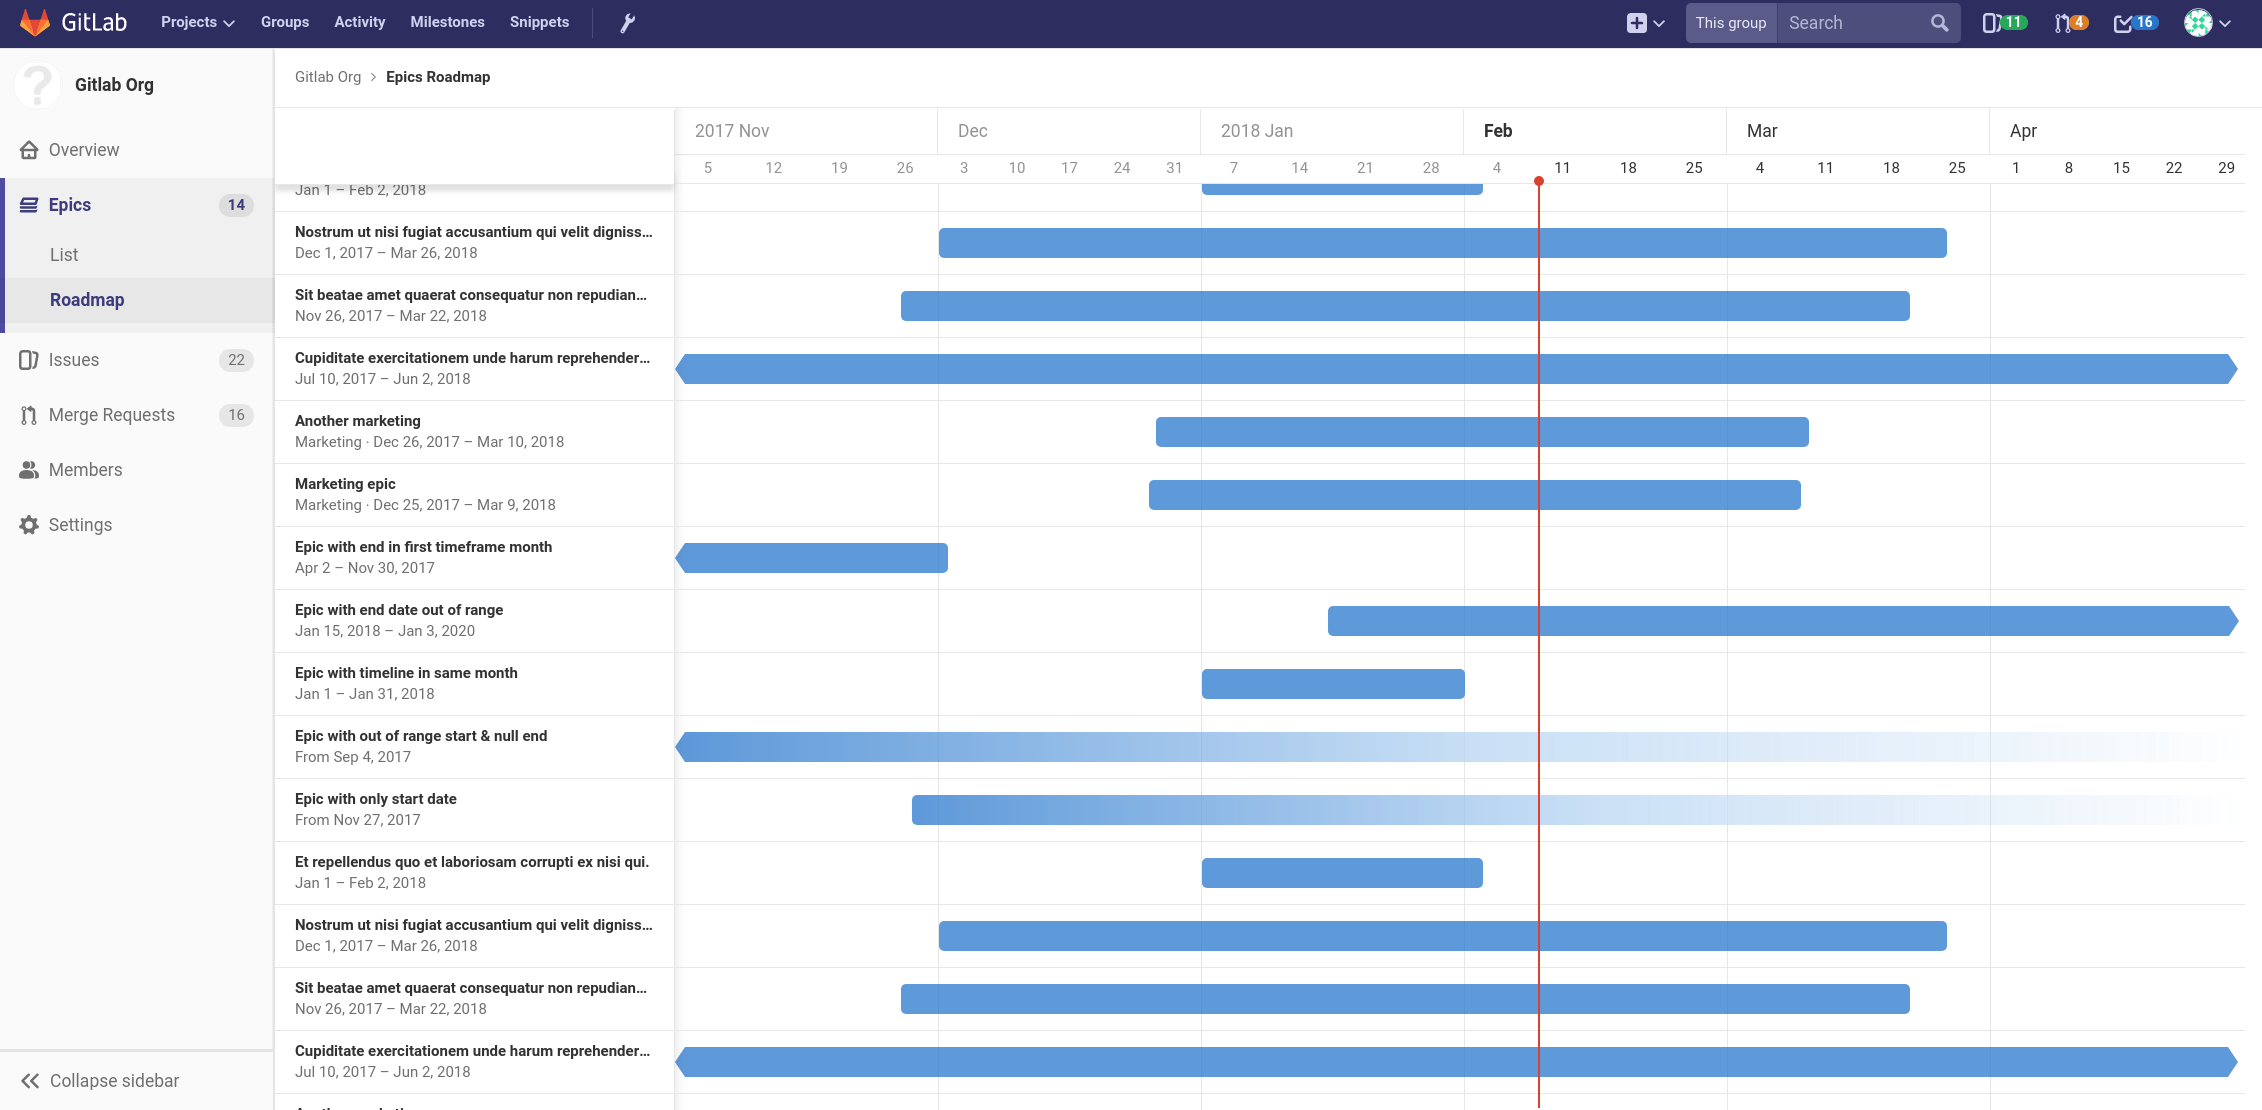 GitLab Projects Groups Activity Milestones Snippets This group Search 11 4 16
Gitlab Org
Overview
Epics 14
List
Roadmap
Issues 22
Merge Requests 16
Members
Settings
Collapse sidebar
Gitlab Org › Epics Roadmap
2017 Nov Dec 2018 Jan Feb Mar Apr
5 12 19 26 3 10 17 24 31 7 14 21 28 4 11 18 25 4 11 18 25 1 8 15 22 29
Jan 1 – Feb 2, 2018
Nostrum ut nisi fugiat accusantium qui velit digniss...
Dec 1, 2017 – Mar 26, 2018
Sit beatae amet quaerat consequatur non repudian...
Nov 26, 2017 – Mar 22, 2018
Cupiditate exercitationem unde harum reprehender...
Jul 10, 2017 – Jun 2, 2018
Another marketing
Marketing · Dec 26, 2017 – Mar 10, 2018
Marketing epic
Marketing · Dec 25, 2017 – Mar 9, 2018
Epic with end in first timeframe month
Apr 2 – Nov 30, 2017
Epic with end date out of range
Jan 15, 2018 – Jan 3, 2020
Epic with timeline in same month
Jan 1 – Jan 31, 2018
Epic with out of range start & null end
From Sep 4, 2017
Epic with only start date
From Nov 27, 2017
Et repellendus quo et laboriosam corrupti ex nisi qui.
Jan 1 – Feb 2, 2018
Nostrum ut nisi fugiat accusantium qui velit digniss...
Dec 1, 2017 – Mar 26, 2018
Sit beatae amet quaerat consequatur non repudian...
Nov 26, 2017 – Mar 22, 2018
Cupiditate exercitationem unde harum reprehender...
Jul 10, 2017 – Jun 2, 2018